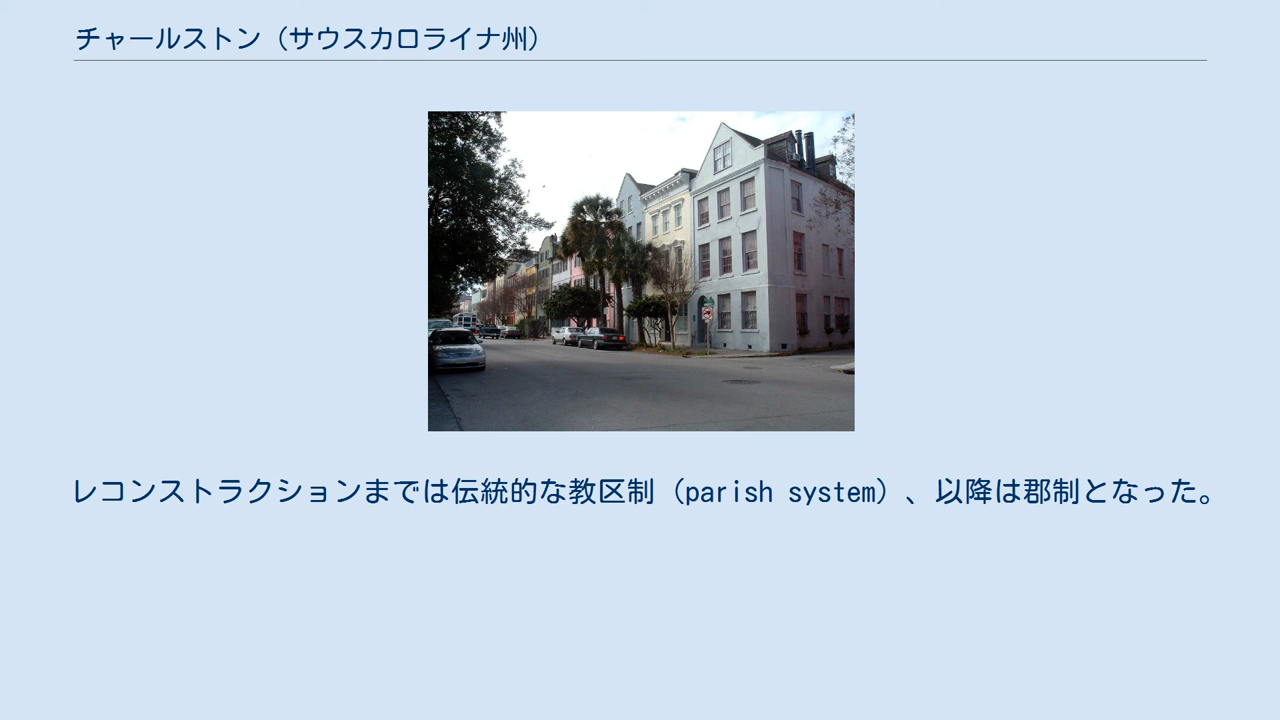 チャールストン（サウスカロライナ州）
レコンストラクションまでは伝統的な教区制（parish system）、以降は郡制となった。